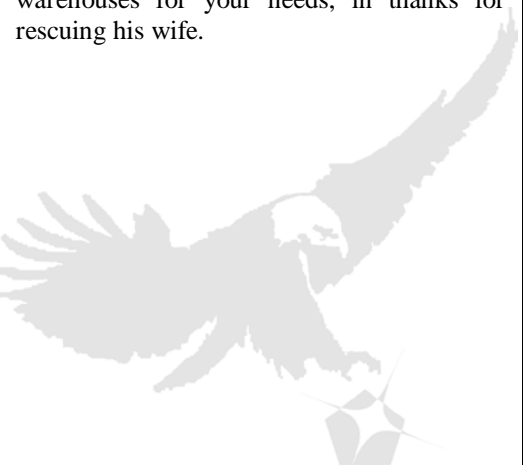 warehouses for your needs, in thanks for
rescuing his wife.